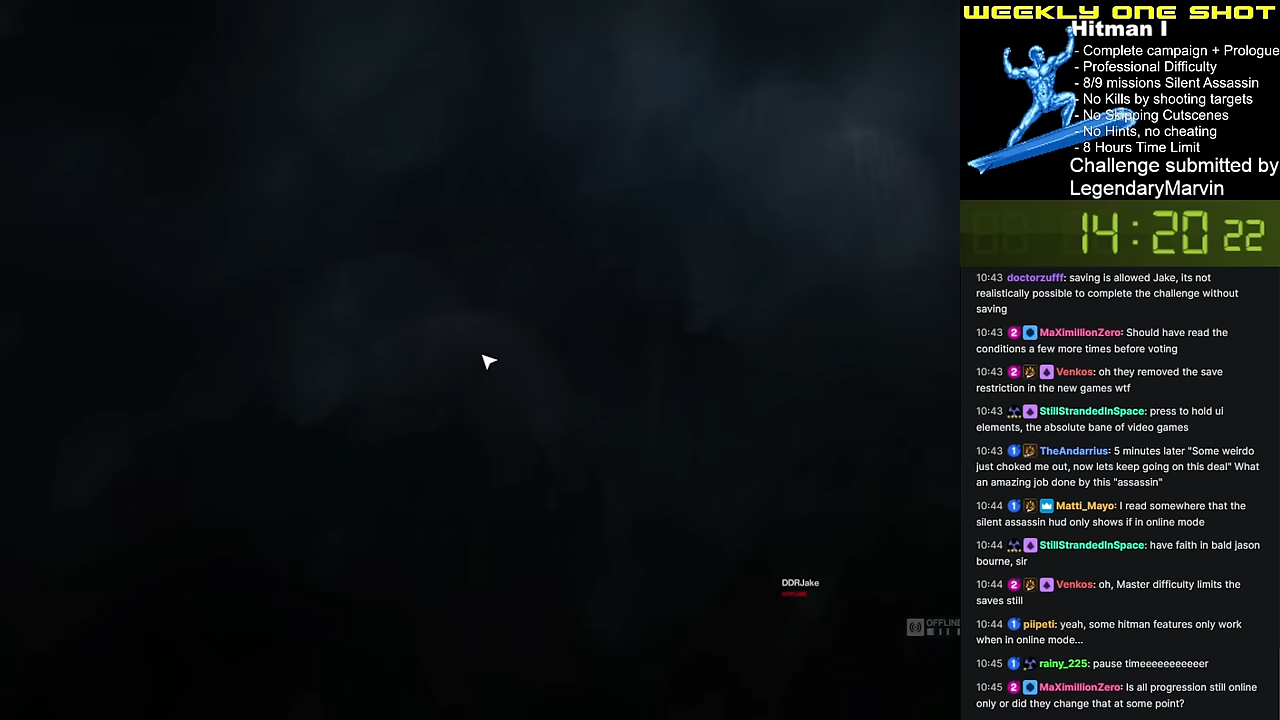 WEEKLY ONE SHOT
Hitman I
- Complete campaign + Prologue
- Professional Difficulty
- 8/9 missions Silent Assassin
- No Kills by shooting targets
- No Skipping Cutscenes
- No Hints, no cheating
- 8 Hours Time Limit
Challenge submitted by
LegendaryMarvin
14:20 22
10:43 doctorzufff: saving is allowed Jake, its not
realistically possible to complete the challenge without
saving
10:43 2 MaXimillionZero: Should have read the
conditions a few more times before voting
10:43 2 Venkos: oh they removed the save
restriction in the new games wtf
10:43 StillStrandedInSpace: press to hold ui
elements, the absolute bane of video games
10:43 1 TheAndarrius: 5 minutes later "Some weirdo
just choked me out, now lets keep going on this deal" What
an amazing job done by this "assassin"
10:44 1 Matti_Mayo: I read somewhere that the
silent assassin hud only shows if in online mode
10:44 StillStrandedInSpace: have faith in bald jason
bourne, sir
10:44 2 Venkos: oh, Master difficulty limits the
saves still
10:44 1 piipeti: yeah, some hitman features only work
when in online mode...
10:45 1 rainy_225: pause timeeeeeeeeeer
10:45 2 MaXimillionZero: Is all progression still online
only or did they change that at some point?
DDRJake
OFFLINE
OFFLINE